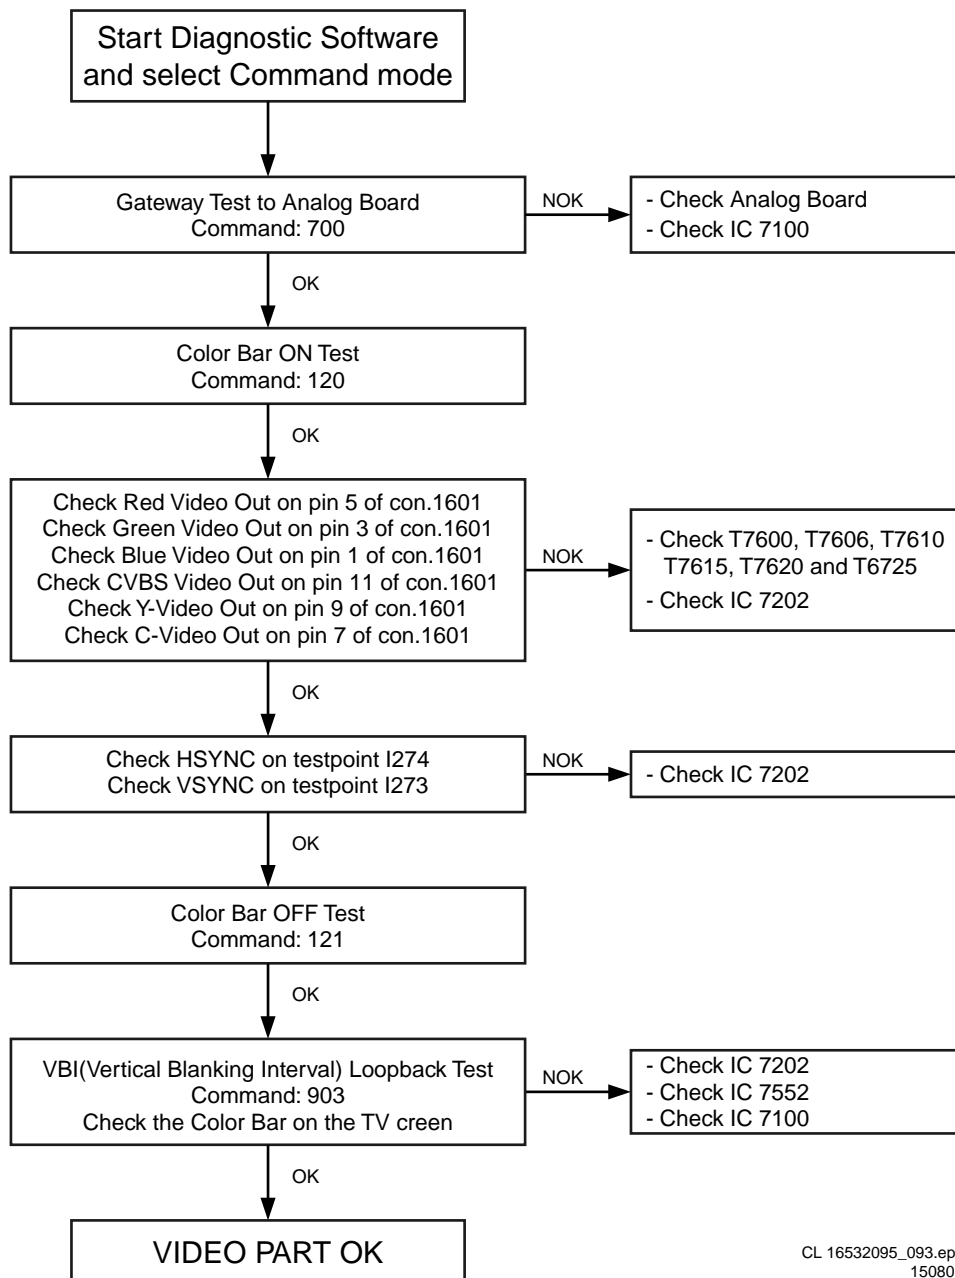 Start Diagnostic Software
and select Command mode
Gateway Test to Analog Board
Command: 700
NOK
- Check Analog Board
- Check IC 7100
OK
Color Bar ON Test
Command: 120
OK
Check Red Video Out on pin 5 of con.1601
Check Green Video Out on pin 3 of con.1601
Check Blue Video Out on pin 1 of con.1601
Check CVBS Video Out on pin 11 of con.1601
Check Y-Video Out on pin 9 of con.1601
Check C-Video Out on pin 7 of con.1601
NOK
- Check T7600, T7606, T7610
T7615, T7620 and T6725
- Check IC 7202
OK
Check HSYNC on testpoint I274
Check VSYNC on testpoint I273
NOK
- Check IC 7202
OK
Color Bar OFF Test
Command: 121
OK
VBI(Vertical Blanking Interval) Loopback Test
Command: 903
Check the Color Bar on the TV creen
NOK
- Check IC 7202
- Check IC 7552
- Check IC 7100
OK
VIDEO PART OK
CL 16532095_093.ep
15080